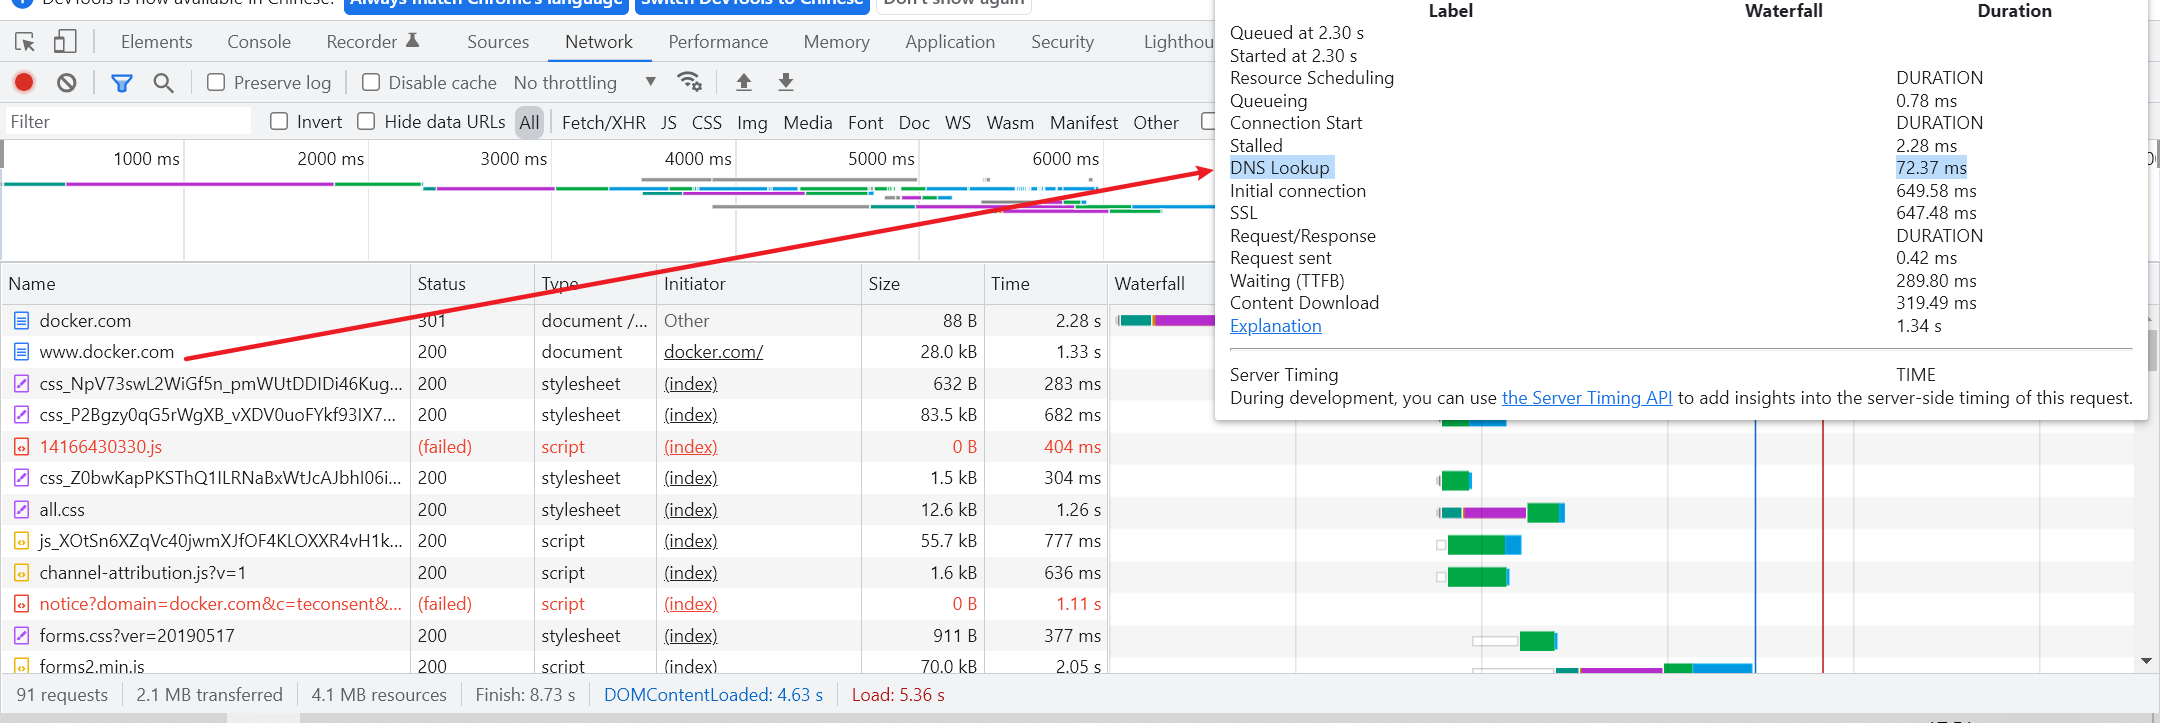 DevTools is now available in Chinese! Always match Chrome's language Switch DevTools to Chinese Don't show again
Elements Console Recorder Sources Network Performance Memory Application Security Lighthou
Preserve log Disable cache No throttling
Filter Invert Hide data URLs All Fetch/XHR JS CSS Img Media Font Doc WS Wasm Manifest Other
1000 ms 2000 ms 3000 ms 4000 ms 5000 ms 6000 ms
Label Waterfall Duration
Queued at 2.30 s
Started at 2.30 s
Resource Scheduling DURATION
Queueing 0.78 ms
Connection Start DURATION
Stalled 2.28 ms
DNS Lookup 72.37 ms
Initial connection 649.58 ms
SSL 647.48 ms
Request/Response DURATION
Request sent 0.42 ms
Waiting (TTFB) 289.80 ms
Content Download 319.49 ms
Explanation 1.34 s
Server Timing TIME
During development, you can use the Server Timing API to add insights into the server-side timing of this request.
Name Status Type Initiator Size Time Waterfall
docker.com 301 document /... Other 88 B 2.28 s
www.docker.com 200 document docker.com/ 28.0 kB 1.33 s
css_NpV73swL2WiGf5n_pmWUtDDIDi46Kug... 200 stylesheet (index) 632 B 283 ms
css_P2Bgzy0qG5rWgXB_vXDV0uoFYkf93IX7... 200 stylesheet (index) 83.5 kB 682 ms
14166430330.js (failed) script (index) 0 B 404 ms
css_Z0bwKapPKSThQ1ILRNaBxWtJcAJbhI06i... 200 stylesheet (index) 1.5 kB 304 ms
all.css 200 stylesheet (index) 12.6 kB 1.26 s
js_XOtSn6XZqVc40jwmXJfOF4KLOXXR4vH1k... 200 script (index) 55.7 kB 777 ms
channel-attribution.js?v=1 200 script (index) 1.6 kB 636 ms
notice?domain=docker.com&c=teconsent&... (failed) script (index) 0 B 1.11 s
forms.css?ver=20190517 200 stylesheet (index) 911 B 377 ms
forms2.min.js 200 script (index) 70.0 kB 2.05 s
91 requests 2.1 MB transferred 4.1 MB resources Finish: 8.73 s DOMContentLoaded: 4.63 s Load: 5.36 s